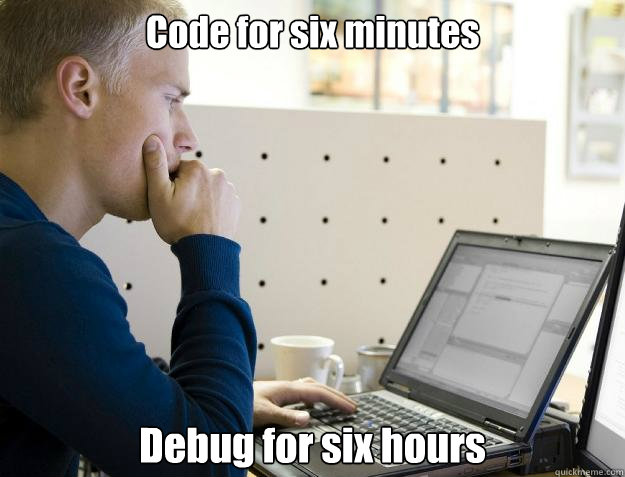 Code for six minutes
Debug for six hours
quickmeme.com